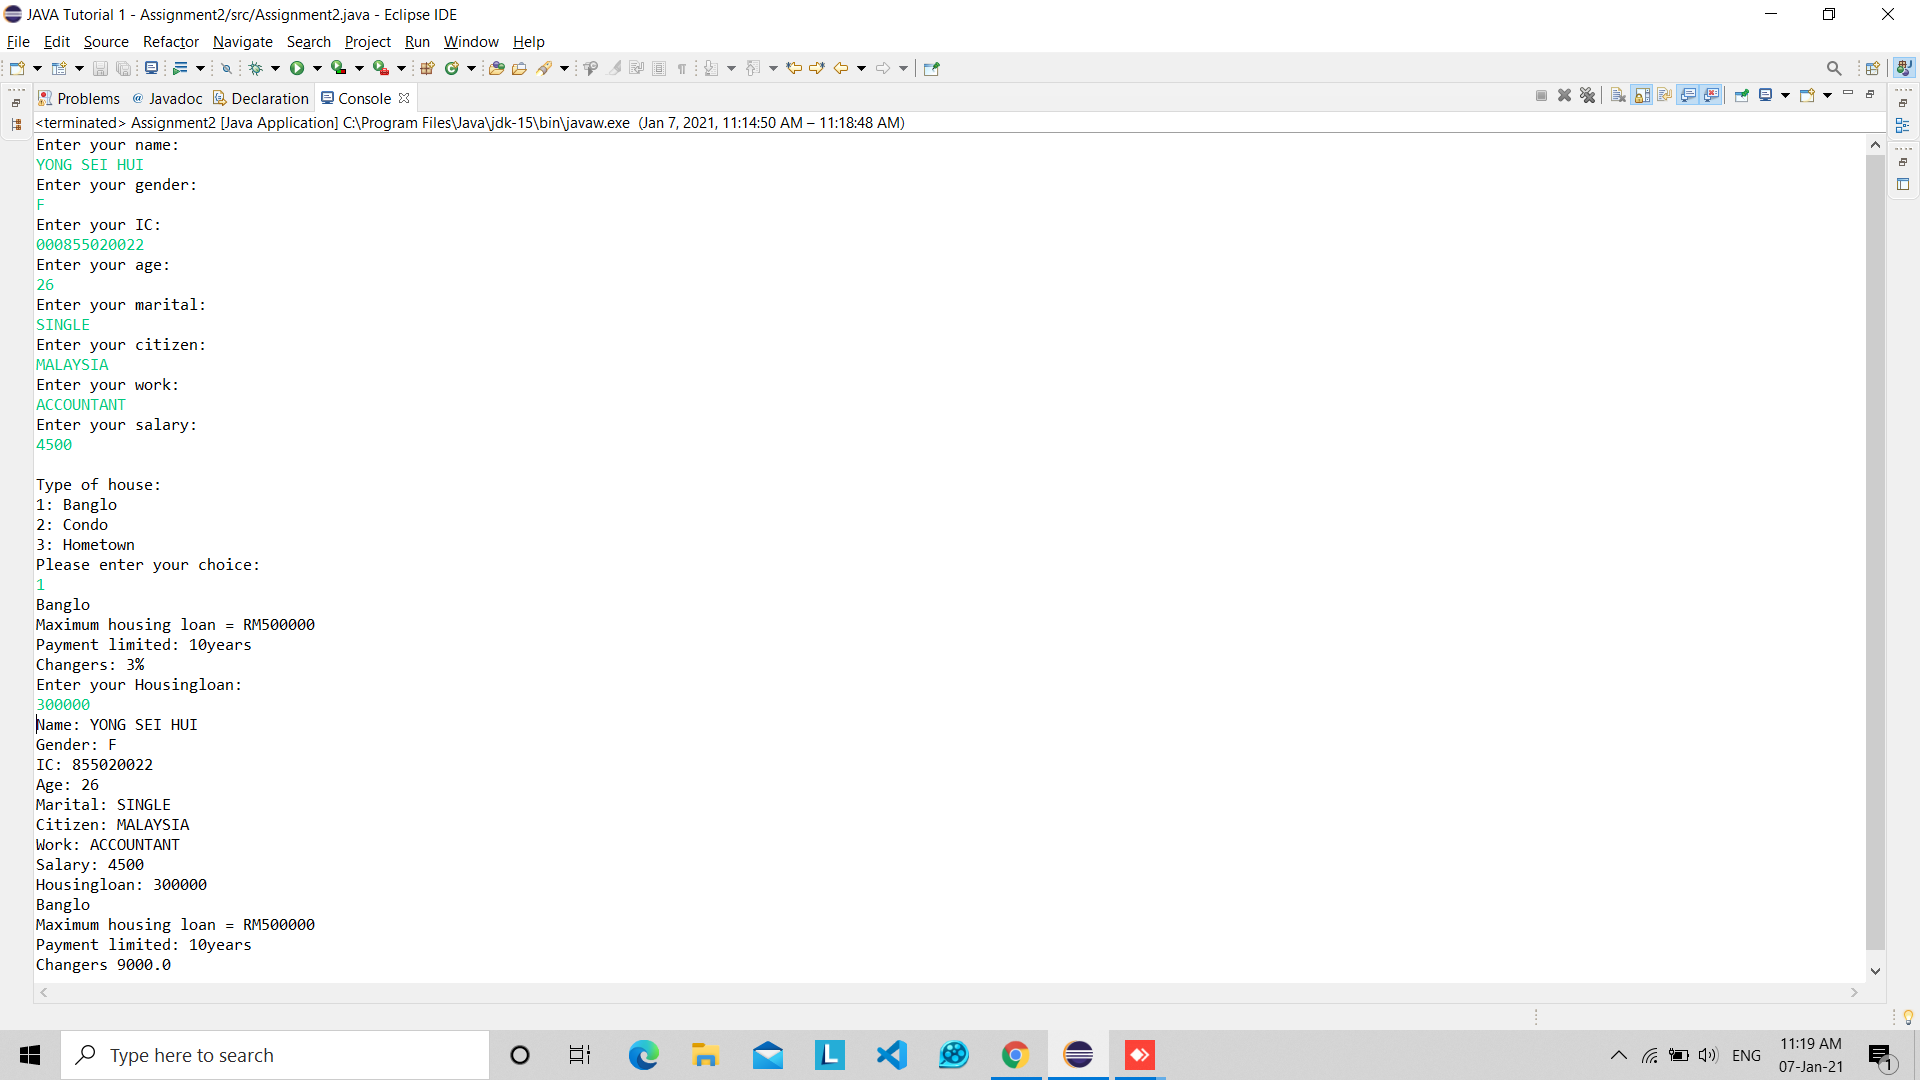 JAVA Tutorial 1 - Assignment2/src/Assignment2.java - Eclipse IDE
File Edit Source Refactor Navigate Search Project Run Window Help
Problems @ Javadoc Declaration Console
<terminated> Assignment2 [Java Application] C:\Program Files\Java\jdk-15\bin\javaw.exe (Jan 7, 2021, 11:14:50 AM – 11:18:48 AM)
Enter your name:
YONG SEI HUI
Enter your gender:
F
Enter your IC:
000855020022
Enter your age:
26
Enter your marital:
SINGLE
Enter your citizen:
MALAYSIA
Enter your work:
ACCOUNTANT
Enter your salary:
4500
Type of house:
1: Banglo
2: Condo
3: Hometown
Please enter your choice:
1
Banglo
Maximum housing loan = RM500000
Payment limited: 10years
Changers: 3%
Enter your Housingloan:
300000
Name: YONG SEI HUI
Gender: F
IC: 855020022
Age: 26
Marital: SINGLE
Citizen: MALAYSIA
Work: ACCOUNTANT
Salary: 4500
Housingloan: 300000
Banglo
Maximum housing loan = RM500000
Payment limited: 10years
Changers 9000.0
Type here to search
L
ENG
11:19 AM
07-Jan-21
1